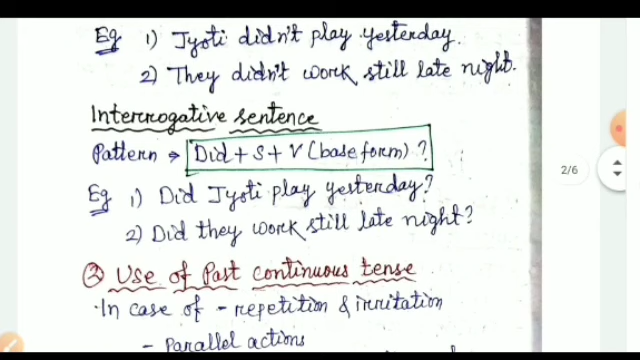 Eg 1) Jyoti didn't play yesterday.
2) They didn't work still late night.
Interrogative sentence
Pattern → Did + S + V (base form) ?
Eg 1) Did Jyoti play yesterday?
2) Did they work still late night?
2/6
② Use of Past continuous tense
· In case of - repetition & irritation
- Parallel actions